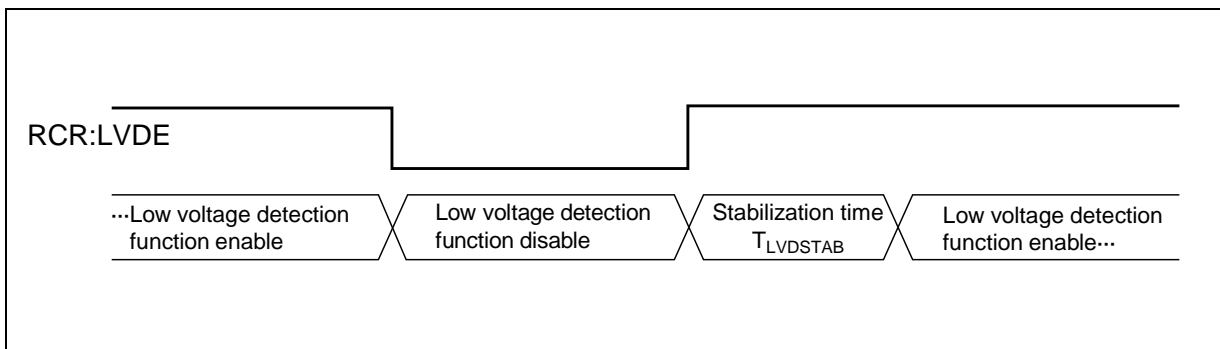 RCR:LVDE
···Low voltage detection
function enable
Low voltage detection
function disable
Stabilization time
TLVDSTAB
Low voltage detection
function enable···